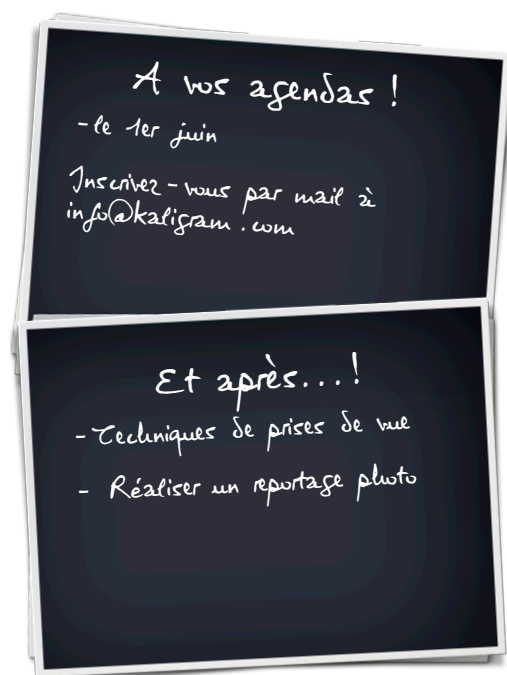 A vos agendas !
- le 1er juin
Inscrivez-vous par mail à
info@kaligram.com
Et après...!
- Techniques de prises de vue
- Réaliser un reportage photo